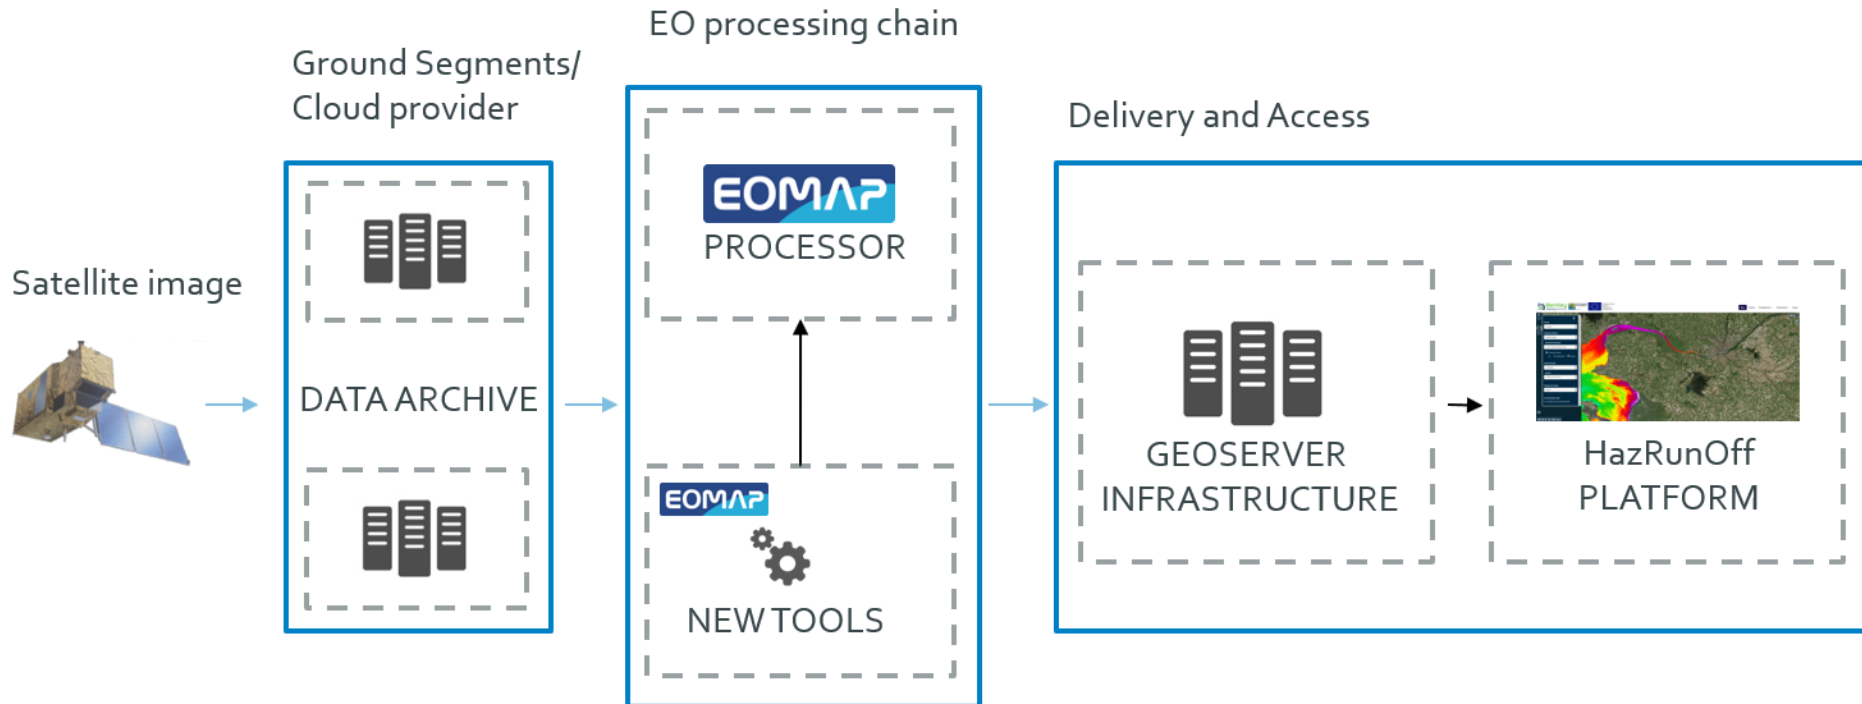 Satellite image
Ground Segments/
Cloud provider
DATA ARCHIVE
EO processing chain
EOMAP
PROCESSOR
EOMAP
NEW TOOLS
Delivery and Access
GEOSERVER
INFRASTRUCTURE
HazRunOff
PLATFORM